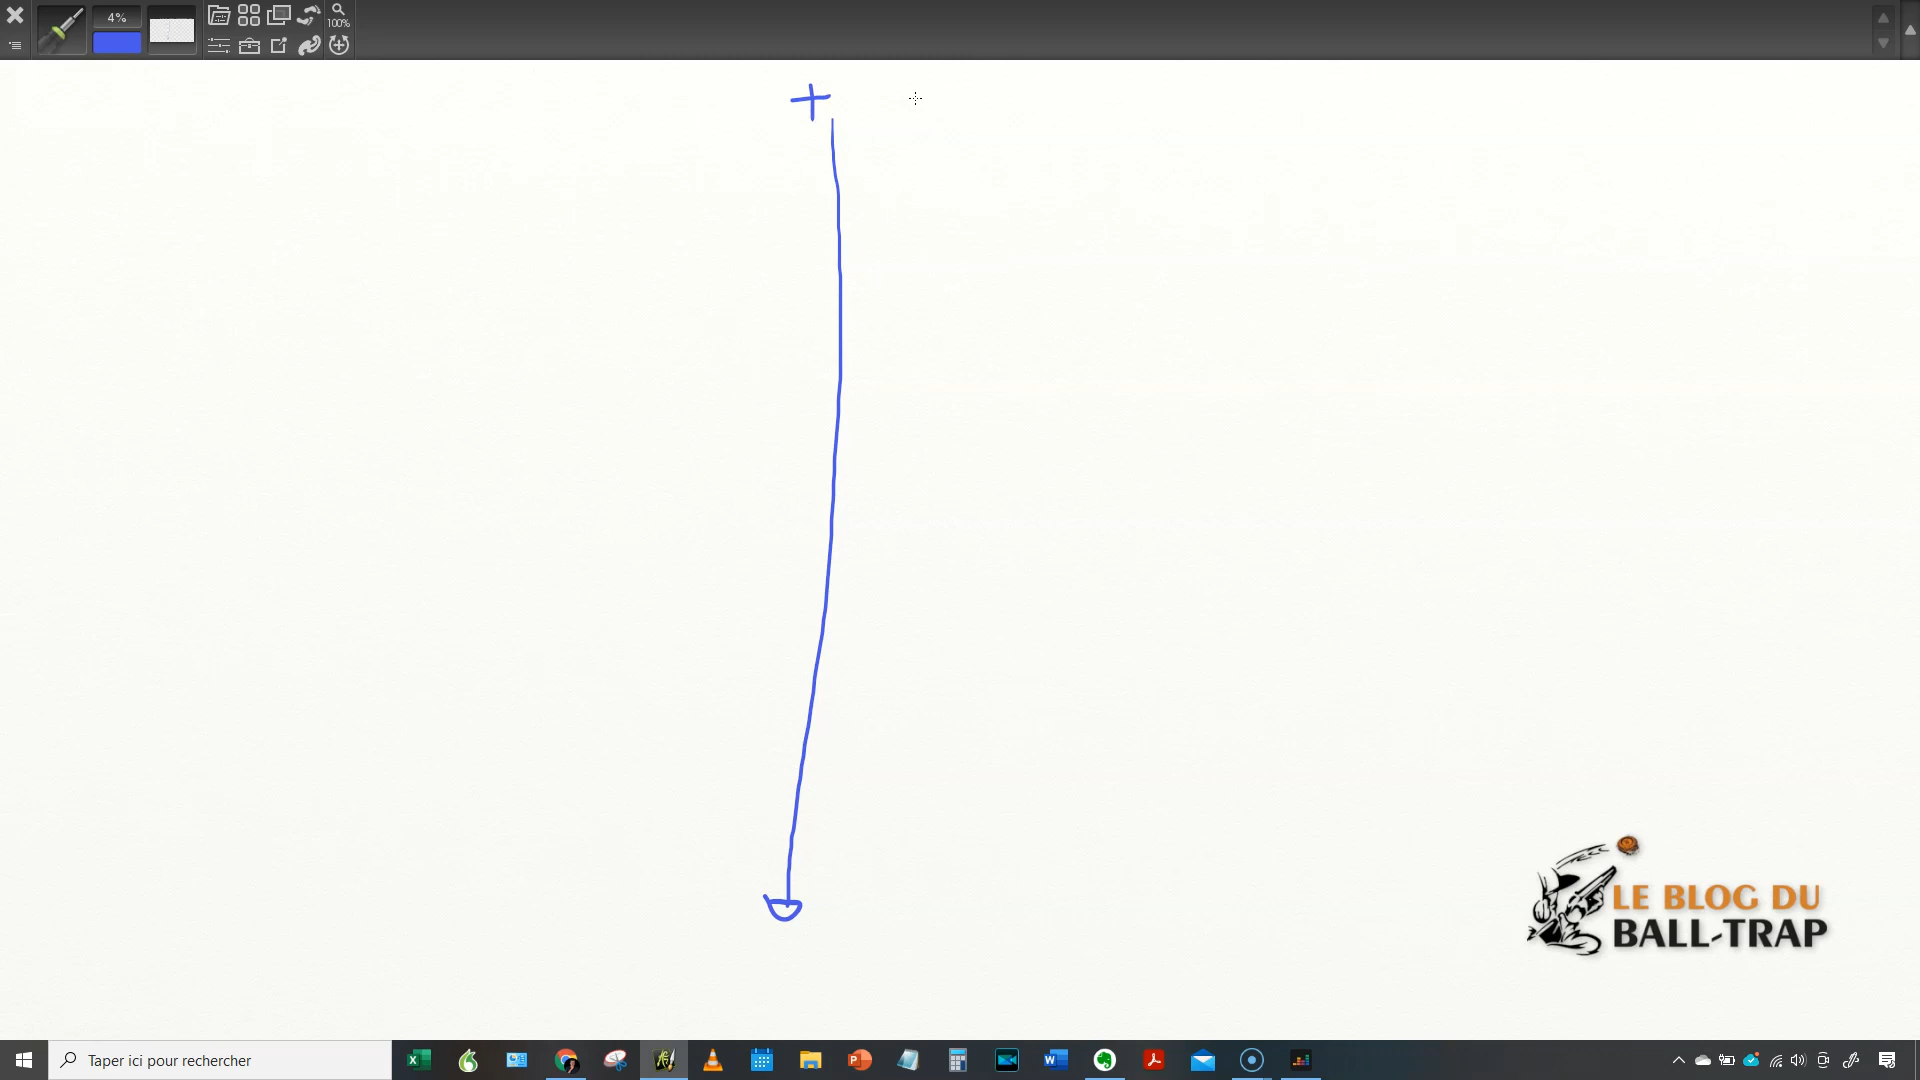 4%
100%
+
LE BLOG DU
BALL-TRAP
Taper ici pour rechercher